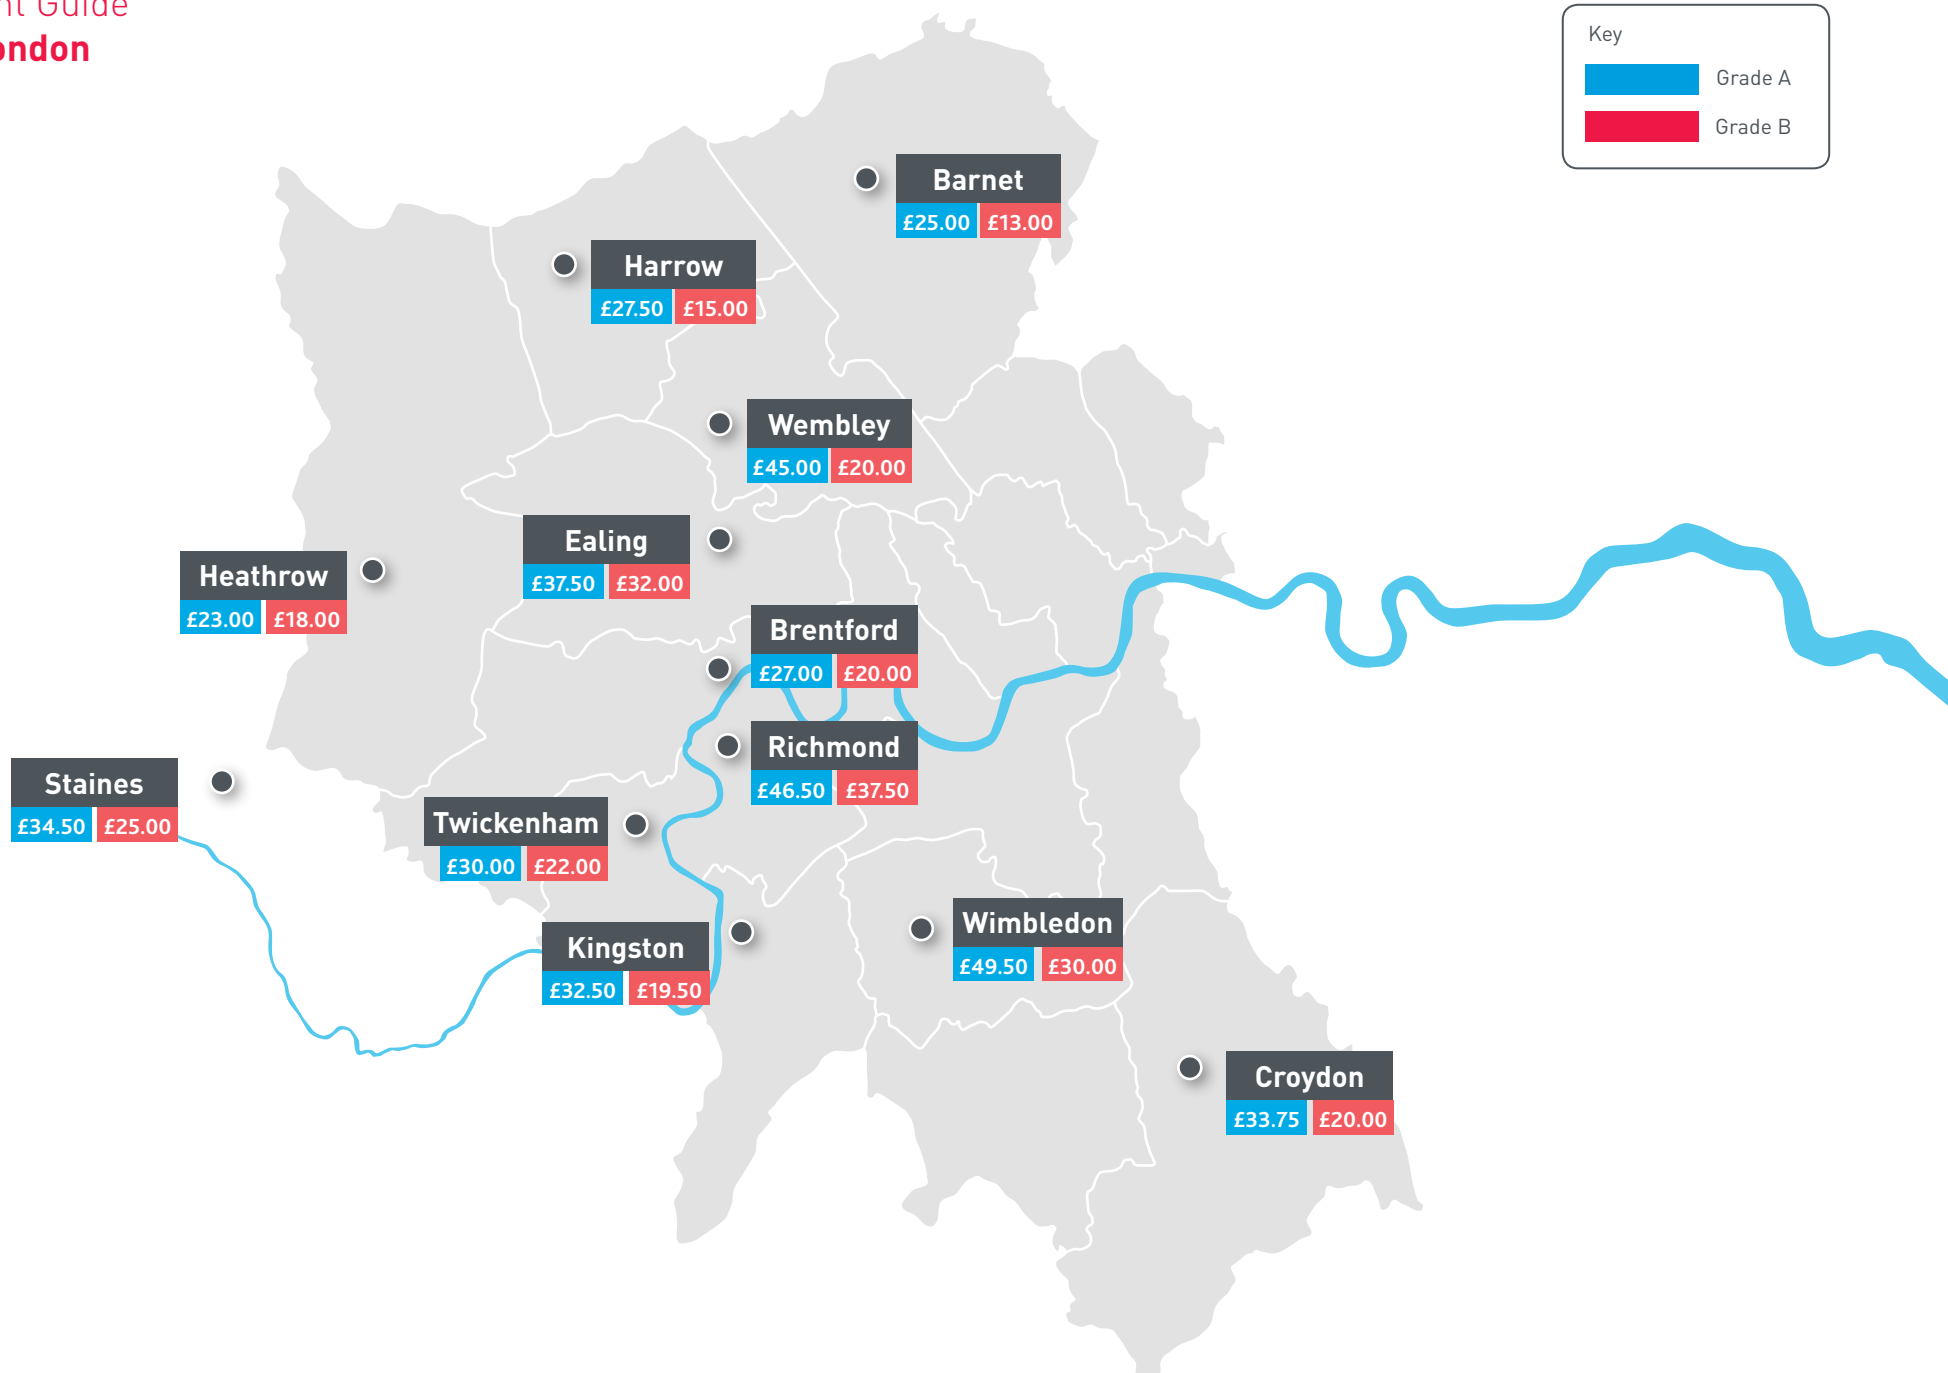 Guide
Key
Grade A
Grade B
Barnet
£25.00 £13.00
Harrow
£27.50 £15.00
Wembley
£45.00 £20.00
Ealing
£37.50 £32.00
Heathrow
£23.00 £18.00
Brentford
£27.00 £20.00
Richmond
£46.50 £37.50
Staines
£34.50 £25.00
Twickenham
£30.00 £22.00
Kingston
£32.50 £19.50
Wimbledon
£49.50 £30.00
Croydon
£33.75 £20.00